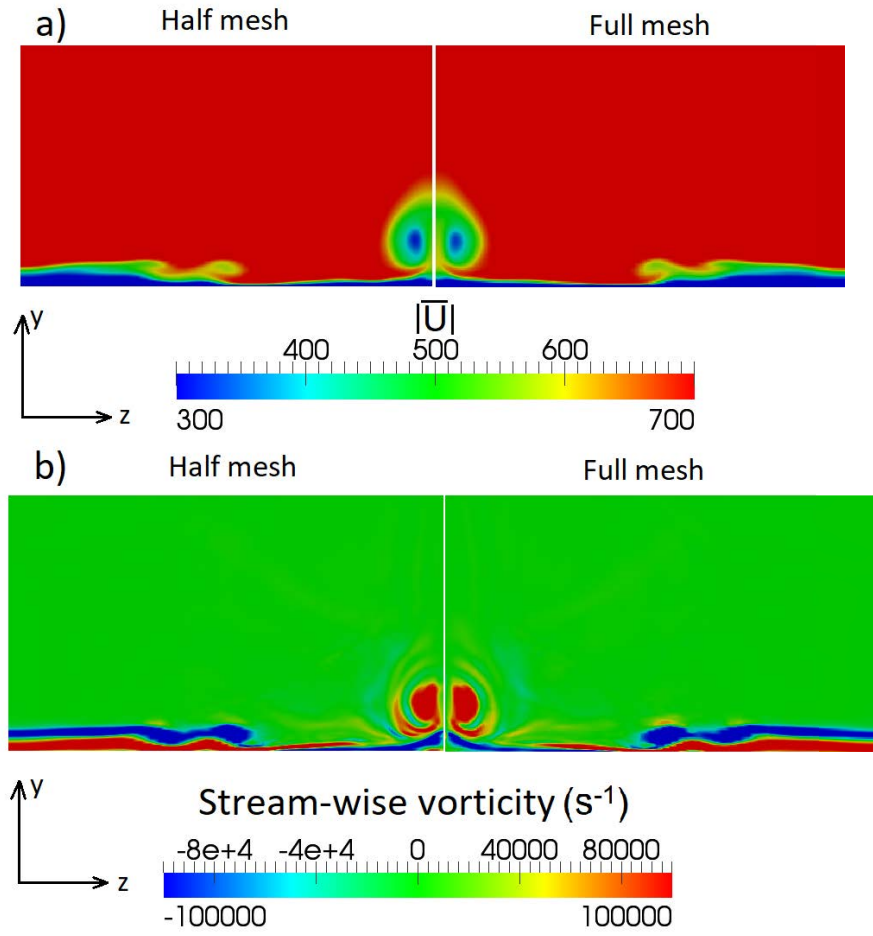 a)
Half mesh
Full mesh
y
z
|U̅|
400 500 600
300 700
b)
Half mesh
Full mesh
y
z
Stream-wise vorticity (s⁻¹)
-8e+4 -4e+4 0 40000 80000
-100000 100000